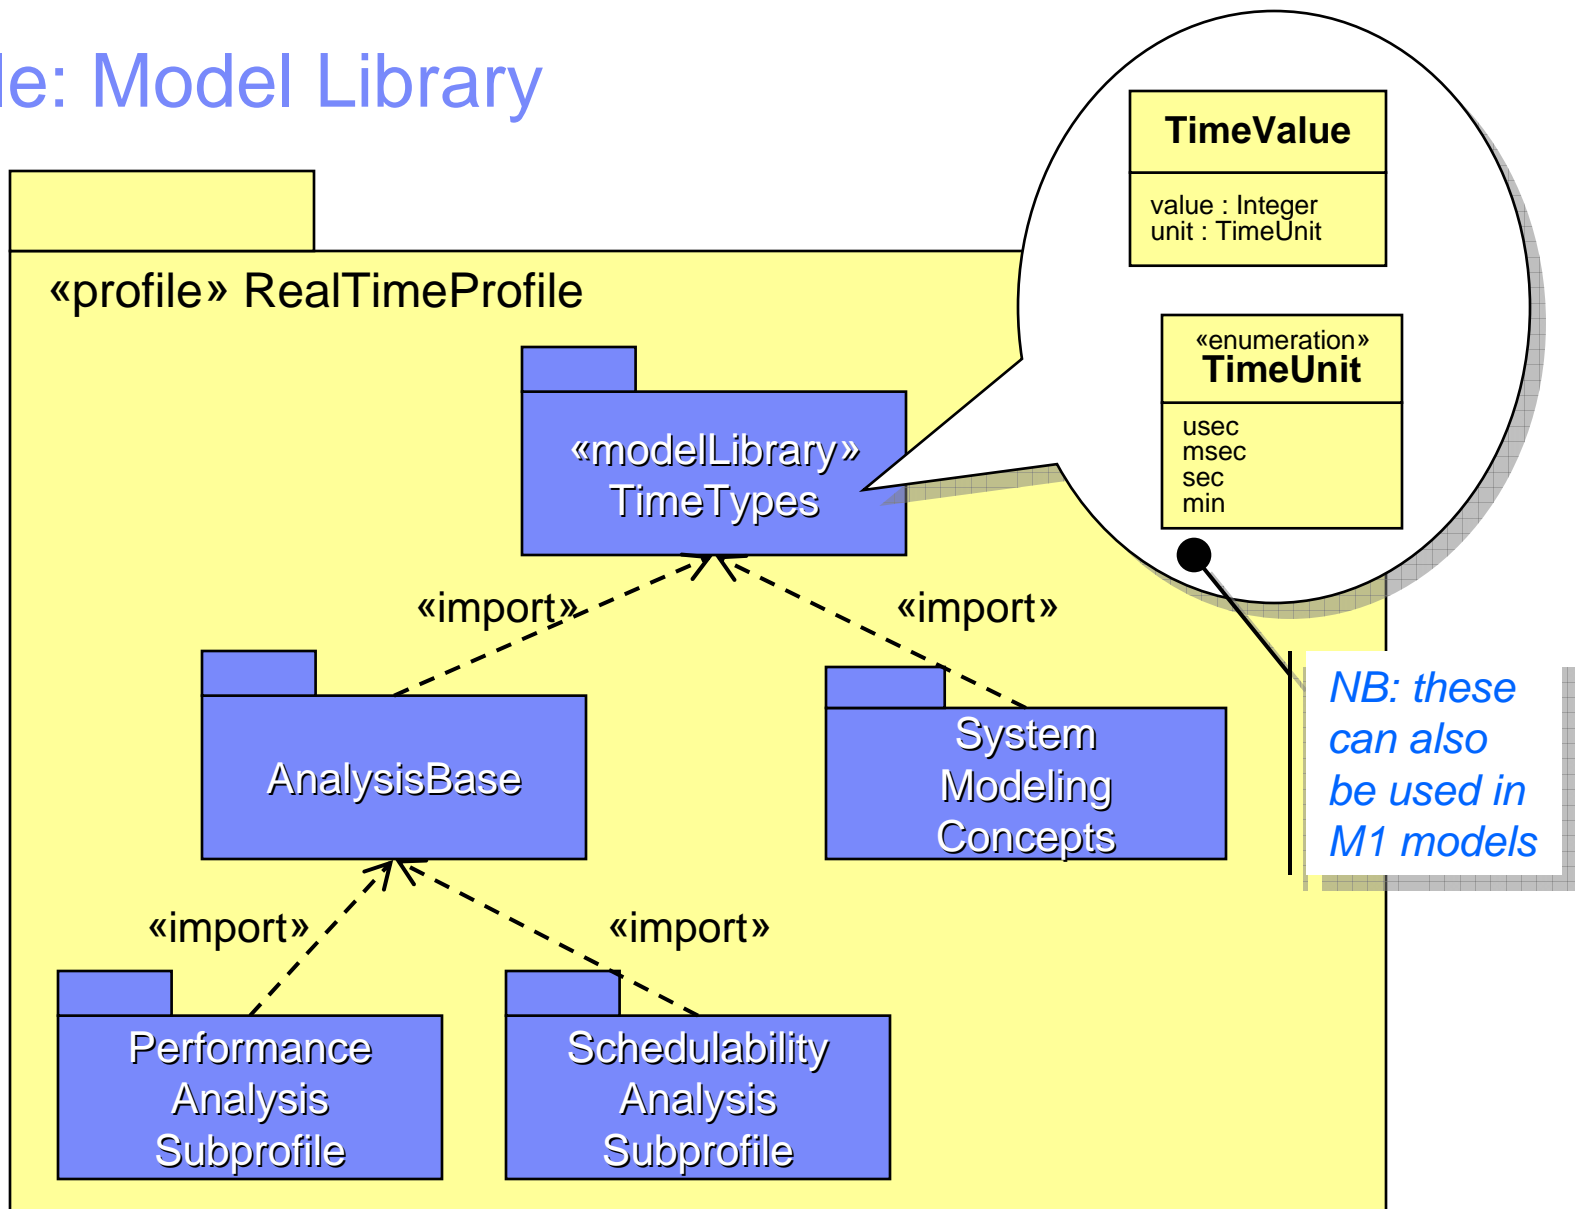 le: Model Library
TimeValue
value : Integer
unit : TimeUnit
«enumeration»
TimeUnit
usec
msec
sec
min
«profile» RealTimeProfile
«modelLibrary»
TimeTypes
«import»
«import»
NB: these
can also
be used in
M1 models
AnalysisBase
System
Modeling
Concepts
«import»
«import»
Performance
Analysis
Subprofile
Schedulability
Analysis
Subprofile